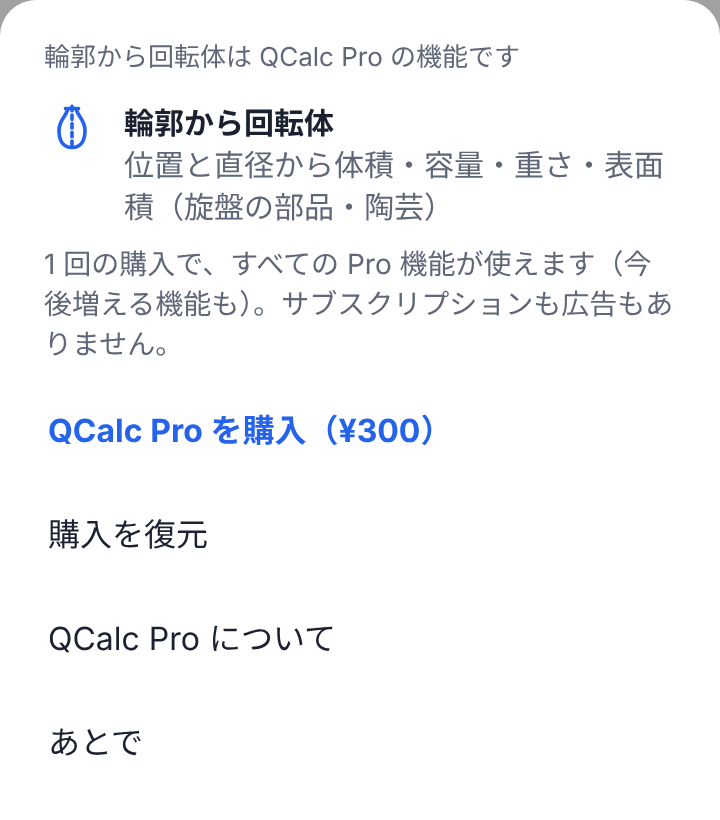 輪郭から回転体は QCalc Pro の機能です
輪郭から回転体
位置と直径から体積・容量・重さ・表面
積（旋盤の部品・陶芸）
1 回の購入で、すべての Pro 機能が使えます（今
後増える機能も）。サブスクリプションも広告もあ
りません。
QCalc Pro を購入（¥300）
購入を復元
QCalc Pro について
あとで